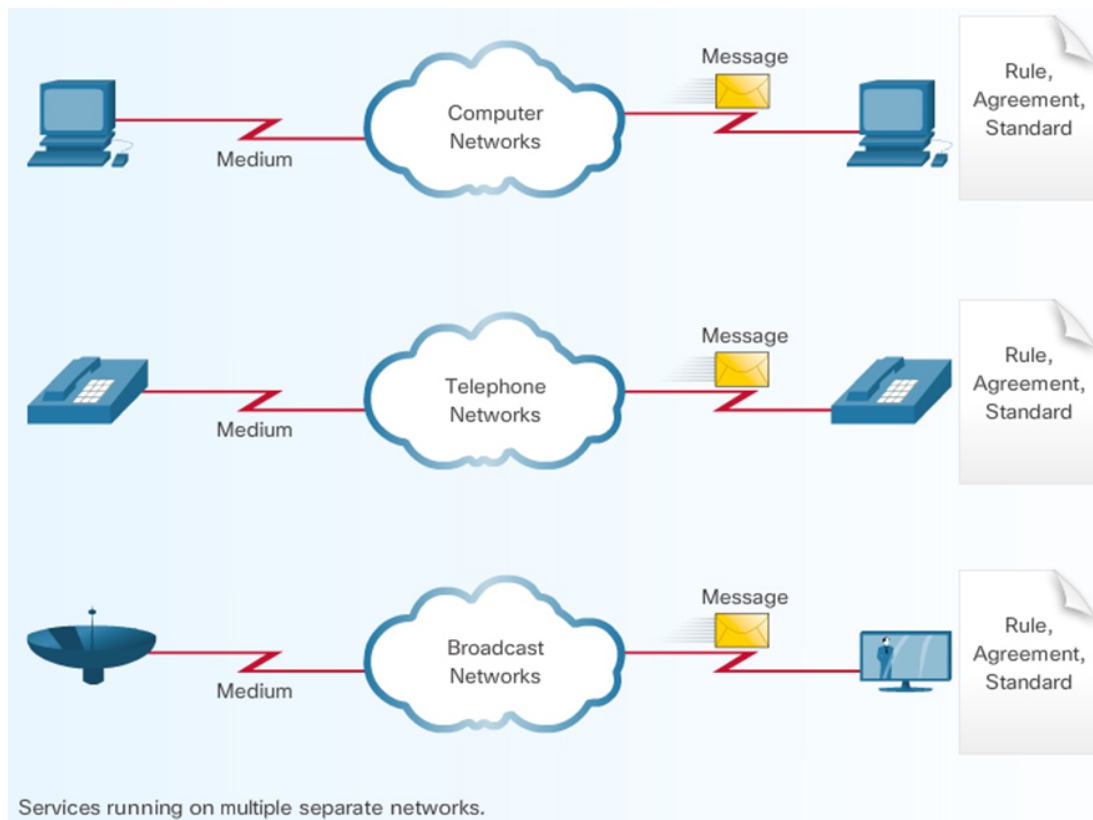 Message
Rule,
Agreement,
Standard
Computer
Networks
Medium
Message
Rule,
Agreement,
Standard
Telephone
Networks
Medium
Message
Rule,
Agreement,
Standard
Broadcast
Networks
Medium
Services running on multiple separate networks.